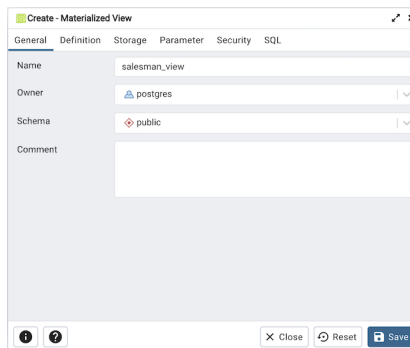 Create - Materialized View
General Definition Storage Parameter Security SQL
Name salesman_view
Owner postgres
Schema public
Comment
Close Reset Save